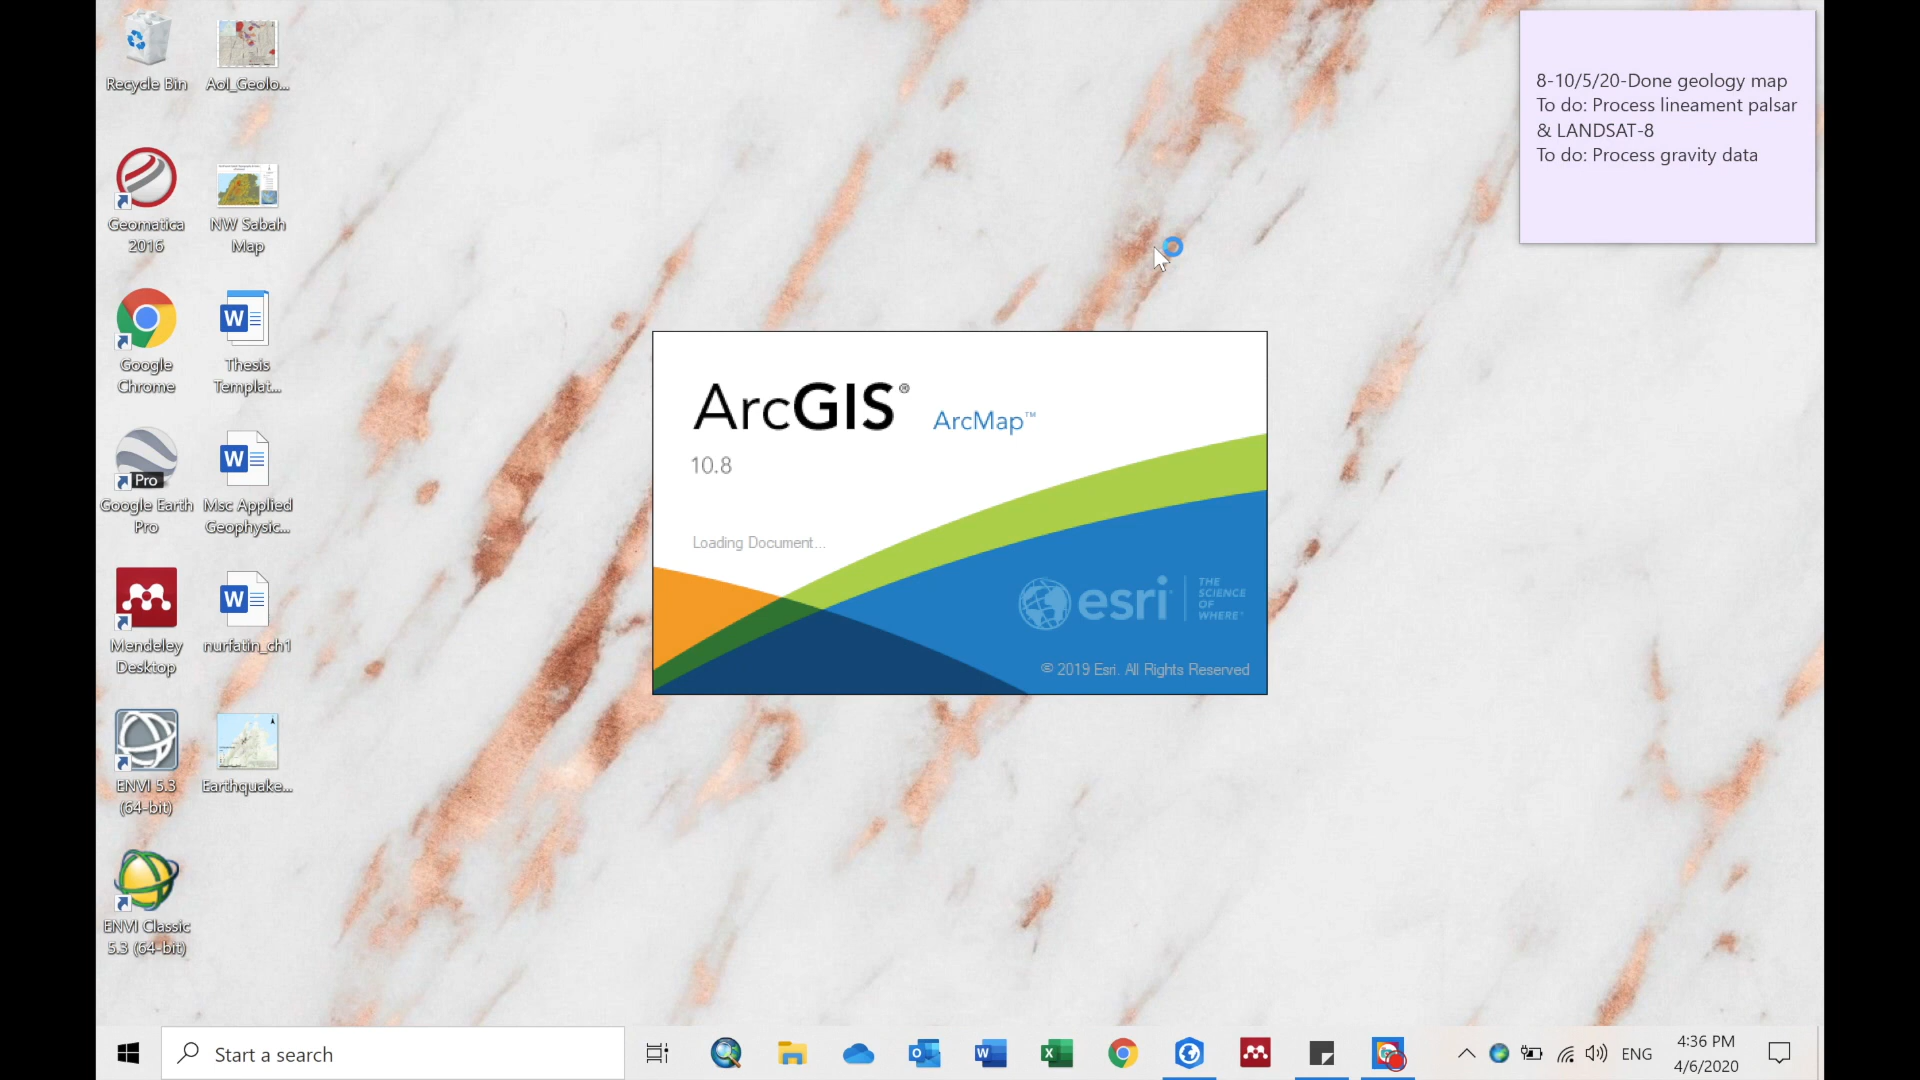 Recycle Bin
AoI_Geolo...
Geomatica
2016
NW Sabah
Map
Google
Chrome
Thesis
Templat...
Pro
Google Earth
Pro
Msc Applied
Geophysic...
Mendeley
Desktop
nurfatin_ch1
ENVI 5.3
(64-bit)
Earthquake...
ENVI Classic
5.3 (64-bit)
8-10/5/20-Done geology map
To do: Process lineament palsar
& LANDSAT-8
To do: Process gravity data
ArcGIS® ArcMap™
10.8
Loading Document...
esri
THE
SCIENCE
OF
WHERE
© 2019 Esri. All Rights Reserved
Start a search
ENG
4:36 PM
4/6/2020